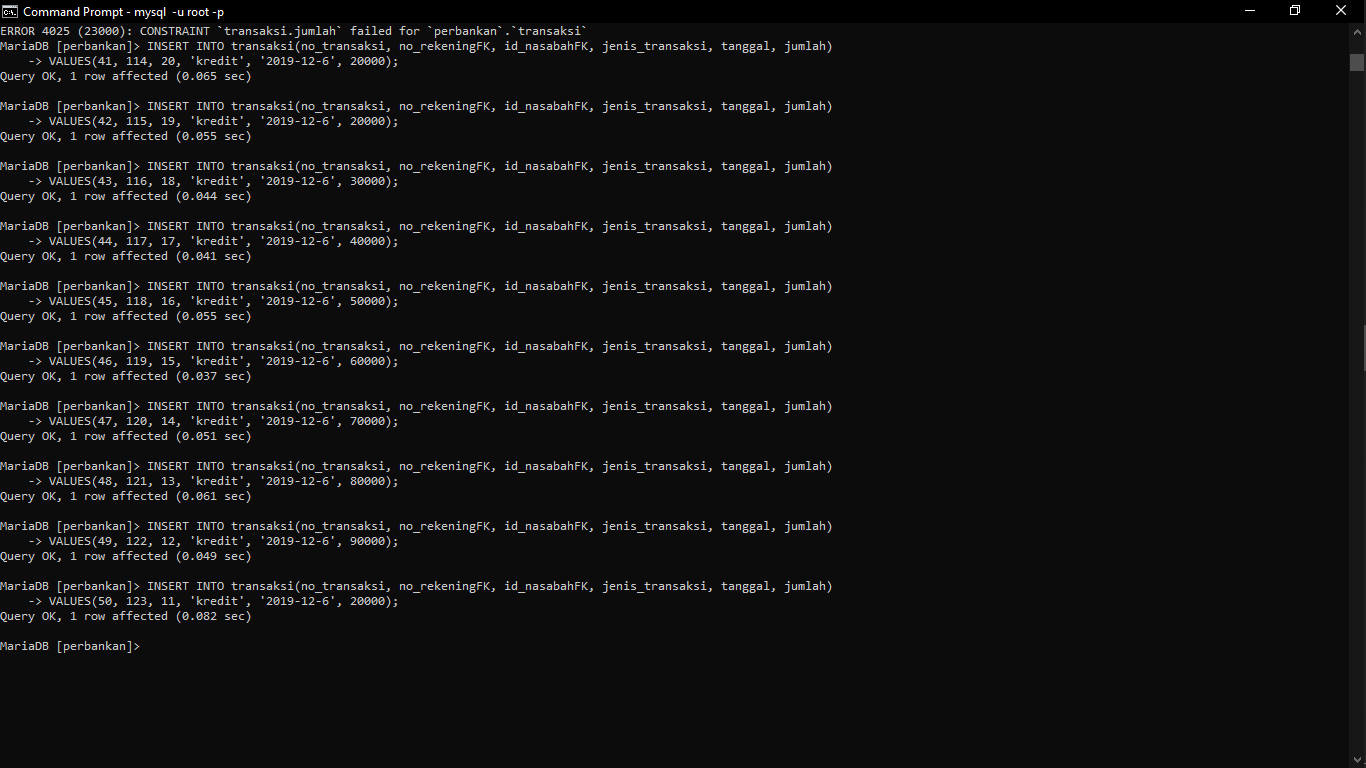 Command Prompt - mysql -u root -p
ERROR 4025 (23000): CONSTRAINT `transaksi.jumlah` failed for `perbankan`.`transaksi`
MariaDB [perbankan]> INSERT INTO transaksi(no_transaksi, no_rekeningFK, id_nasabahFK, jenis_transaksi, tanggal, jumlah)
-> VALUES(41, 114, 20, 'kredit', '2019-12-6', 20000);
Query OK, 1 row affected (0.065 sec)
MariaDB [perbankan]> INSERT INTO transaksi(no_transaksi, no_rekeningFK, id_nasabahFK, jenis_transaksi, tanggal, jumlah)
-> VALUES(42, 115, 19, 'kredit', '2019-12-6', 20000);
Query OK, 1 row affected (0.055 sec)
MariaDB [perbankan]> INSERT INTO transaksi(no_transaksi, no_rekeningFK, id_nasabahFK, jenis_transaksi, tanggal, jumlah)
-> VALUES(43, 116, 18, 'kredit', '2019-12-6', 30000);
Query OK, 1 row affected (0.044 sec)
MariaDB [perbankan]> INSERT INTO transaksi(no_transaksi, no_rekeningFK, id_nasabahFK, jenis_transaksi, tanggal, jumlah)
-> VALUES(44, 117, 17, 'kredit', '2019-12-6', 40000);
Query OK, 1 row affected (0.041 sec)
MariaDB [perbankan]> INSERT INTO transaksi(no_transaksi, no_rekeningFK, id_nasabahFK, jenis_transaksi, tanggal, jumlah)
-> VALUES(45, 118, 16, 'kredit', '2019-12-6', 50000);
Query OK, 1 row affected (0.055 sec)
MariaDB [perbankan]> INSERT INTO transaksi(no_transaksi, no_rekeningFK, id_nasabahFK, jenis_transaksi, tanggal, jumlah)
-> VALUES(46, 119, 15, 'kredit', '2019-12-6', 60000);
Query OK, 1 row affected (0.037 sec)
MariaDB [perbankan]> INSERT INTO transaksi(no_transaksi, no_rekeningFK, id_nasabahFK, jenis_transaksi, tanggal, jumlah)
-> VALUES(47, 120, 14, 'kredit', '2019-12-6', 70000);
Query OK, 1 row affected (0.051 sec)
MariaDB [perbankan]> INSERT INTO transaksi(no_transaksi, no_rekeningFK, id_nasabahFK, jenis_transaksi, tanggal, jumlah)
-> VALUES(48, 121, 13, 'kredit', '2019-12-6', 80000);
Query OK, 1 row affected (0.061 sec)
MariaDB [perbankan]> INSERT INTO transaksi(no_transaksi, no_rekeningFK, id_nasabahFK, jenis_transaksi, tanggal, jumlah)
-> VALUES(49, 122, 12, 'kredit', '2019-12-6', 90000);
Query OK, 1 row affected (0.049 sec)
MariaDB [perbankan]> INSERT INTO transaksi(no_transaksi, no_rekeningFK, id_nasabahFK, jenis_transaksi, tanggal, jumlah)
-> VALUES(50, 123, 11, 'kredit', '2019-12-6', 20000);
Query OK, 1 row affected (0.082 sec)
MariaDB [perbankan]>